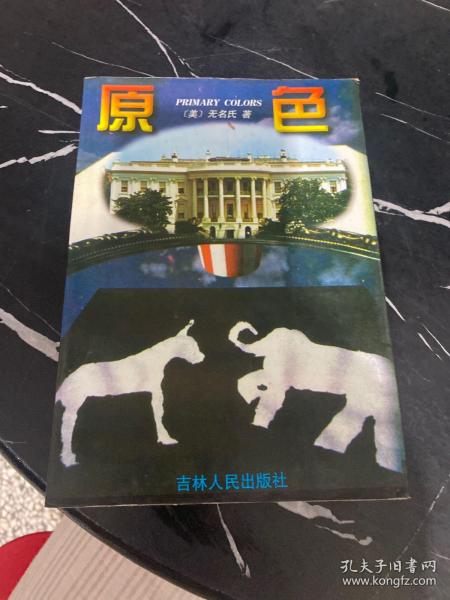 原色
PRIMARY COLORS
〔美〕无名氏 著
吉林人民出版社
孔夫子旧书网
www.kongfz.com